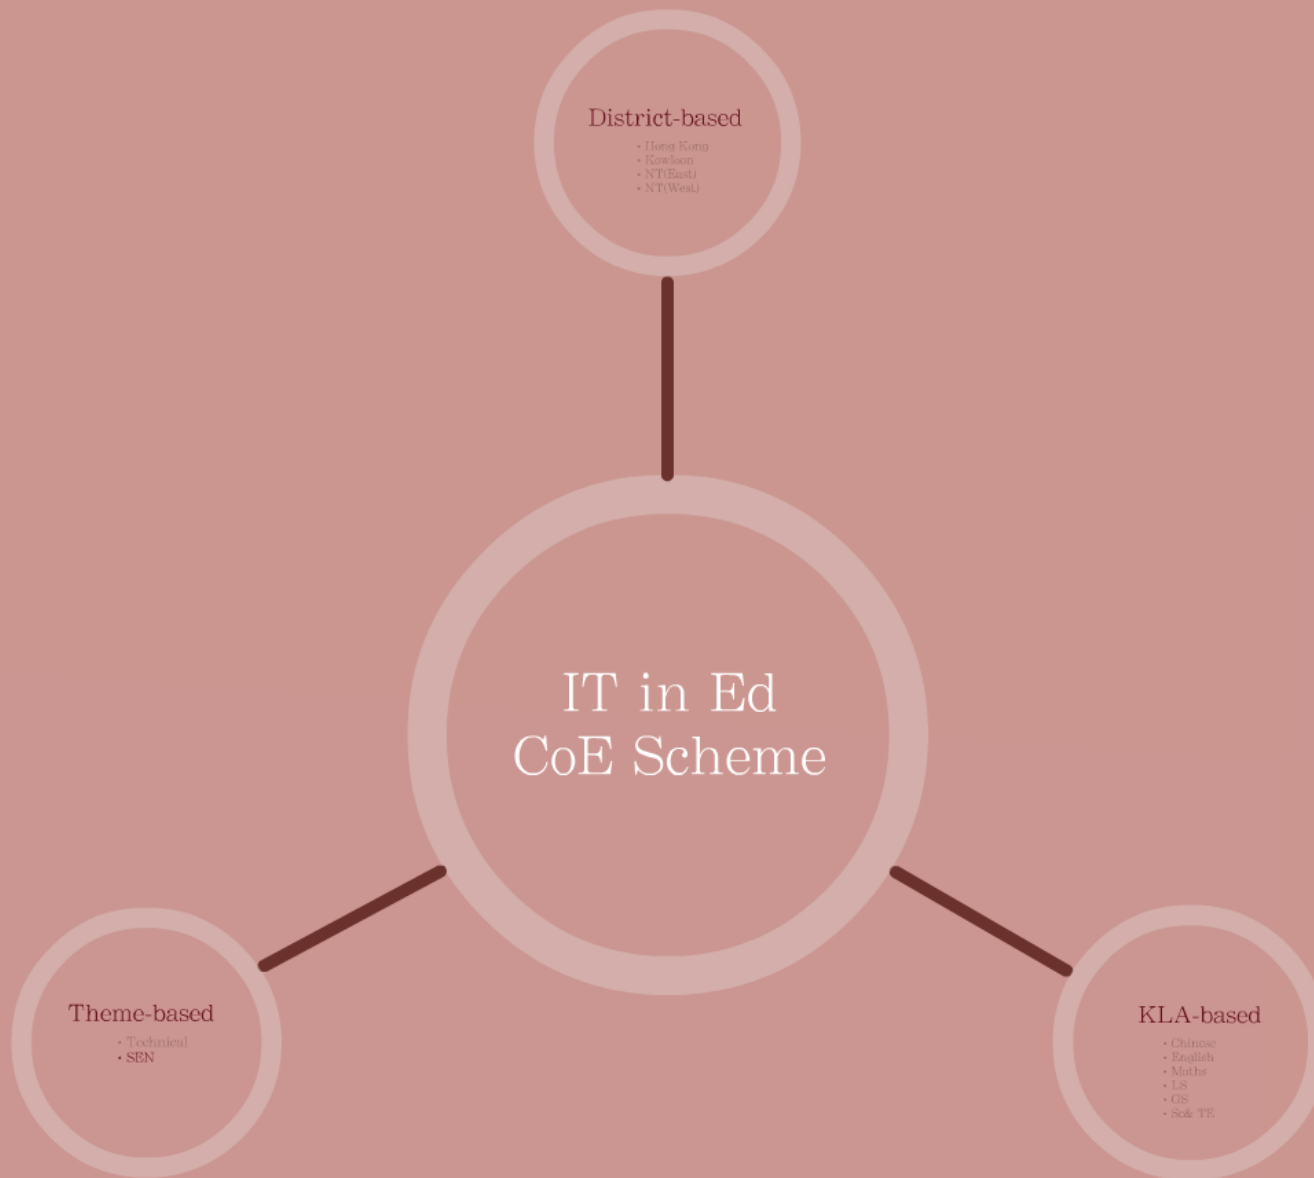 District-based
• Hong Kong
• Kowloon
• NT(East)
• NT(West)
IT in Ed
CoE Scheme
Theme-based
• Technical
• SEN
KLA-based
• Chinese
• English
• Maths
• LS
• GS
• Sc& TE